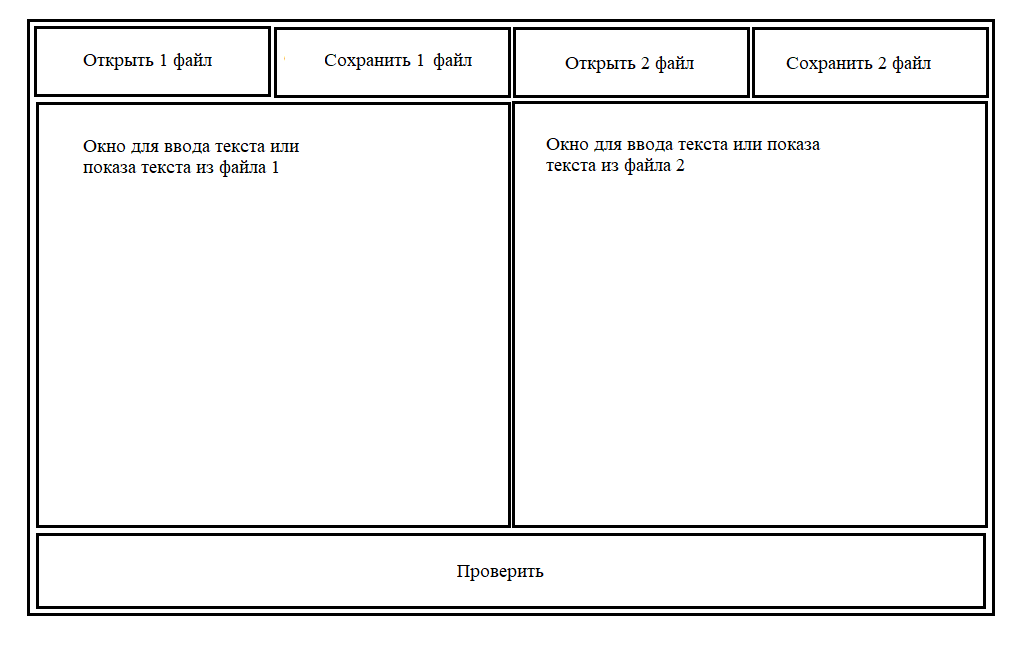 Открыть 1 файл
Сохранить 1 файл
Открыть 2 файл
Сохранить 2 файл
Окно для ввода текста или
показа текста из файла 1
Окно для ввода текста или показа
текста из файла 2
Проверить